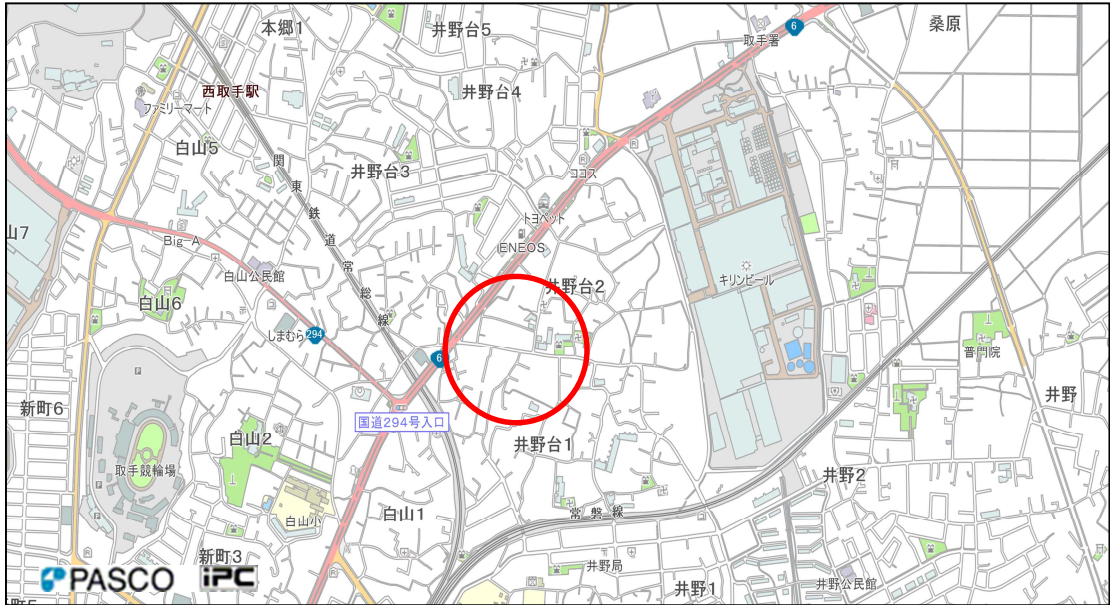 本郷1
井野台5
桑原
6
取手署
西取手駅
井野台4
ファミリーマート
白山5
関東鉄道常総線
井野台3
ココス
トヨペット
山7
Big-A
ENEOS
白山公民館
キリンビール
井野台2
白山6
しまむら
294
6
普門院
井野
新町6
国道294号入口
白山2
井野台1
取手競輪場
井野2
白山小
白山1
常磐線
新町3
井野局
井野1
井野公民館
PASCO iPC